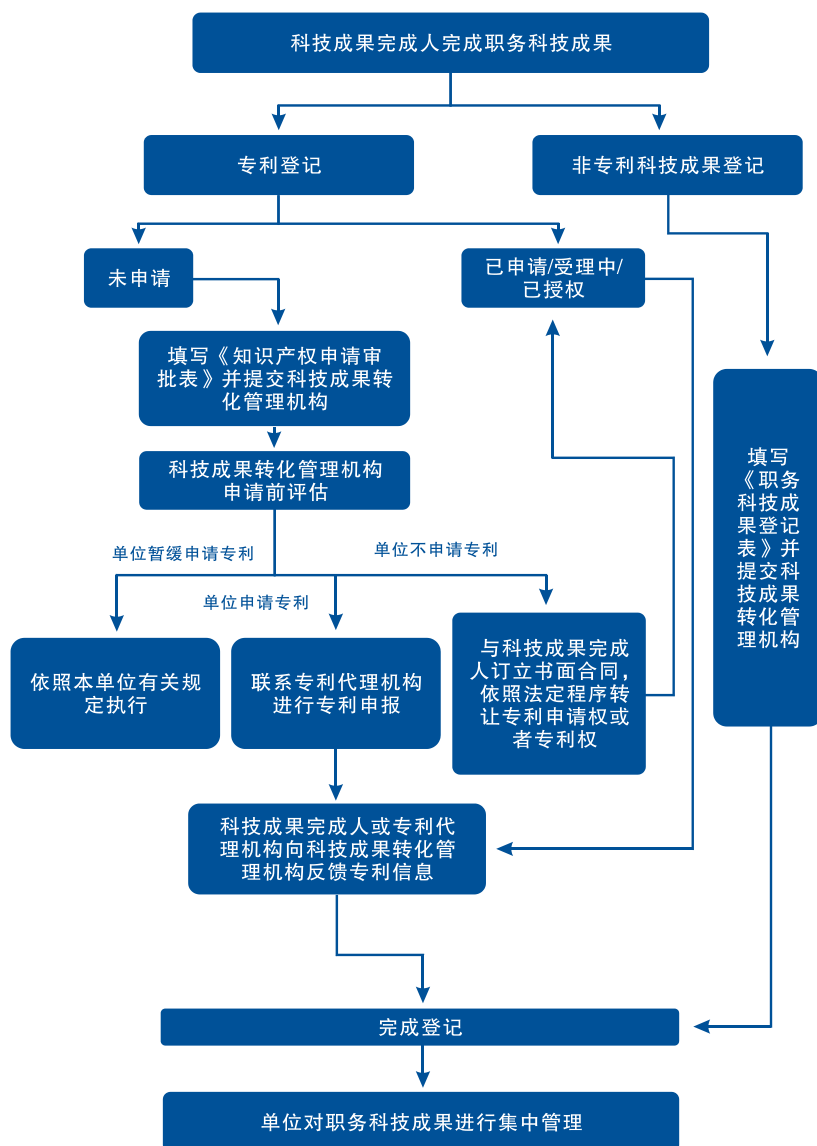 科技成果完成人完成职务科技成果
专利登记
非专利科技成果登记
未申请
已申请/受理中/
已授权
填写《知识产权申请审
批表》并提交科技成果转
化管理机构
科技成果转化管理机构
申请前评估
填写
《职务
科技成
果登记
表》并
提交科
技成果
转化管
理机构
单位暂缓申请专利
单位申请专利
单位不申请专利
依照本单位有关规
定执行
联系专利代理机构
进行专利申报
与科技成果完成
人订立书面合同，
依照法定程序转
让专利申请权或
者专利权
科技成果完成人或专利代
理机构向科技成果转化管
理机构反馈专利信息
完成登记
单位对职务科技成果进行集中管理